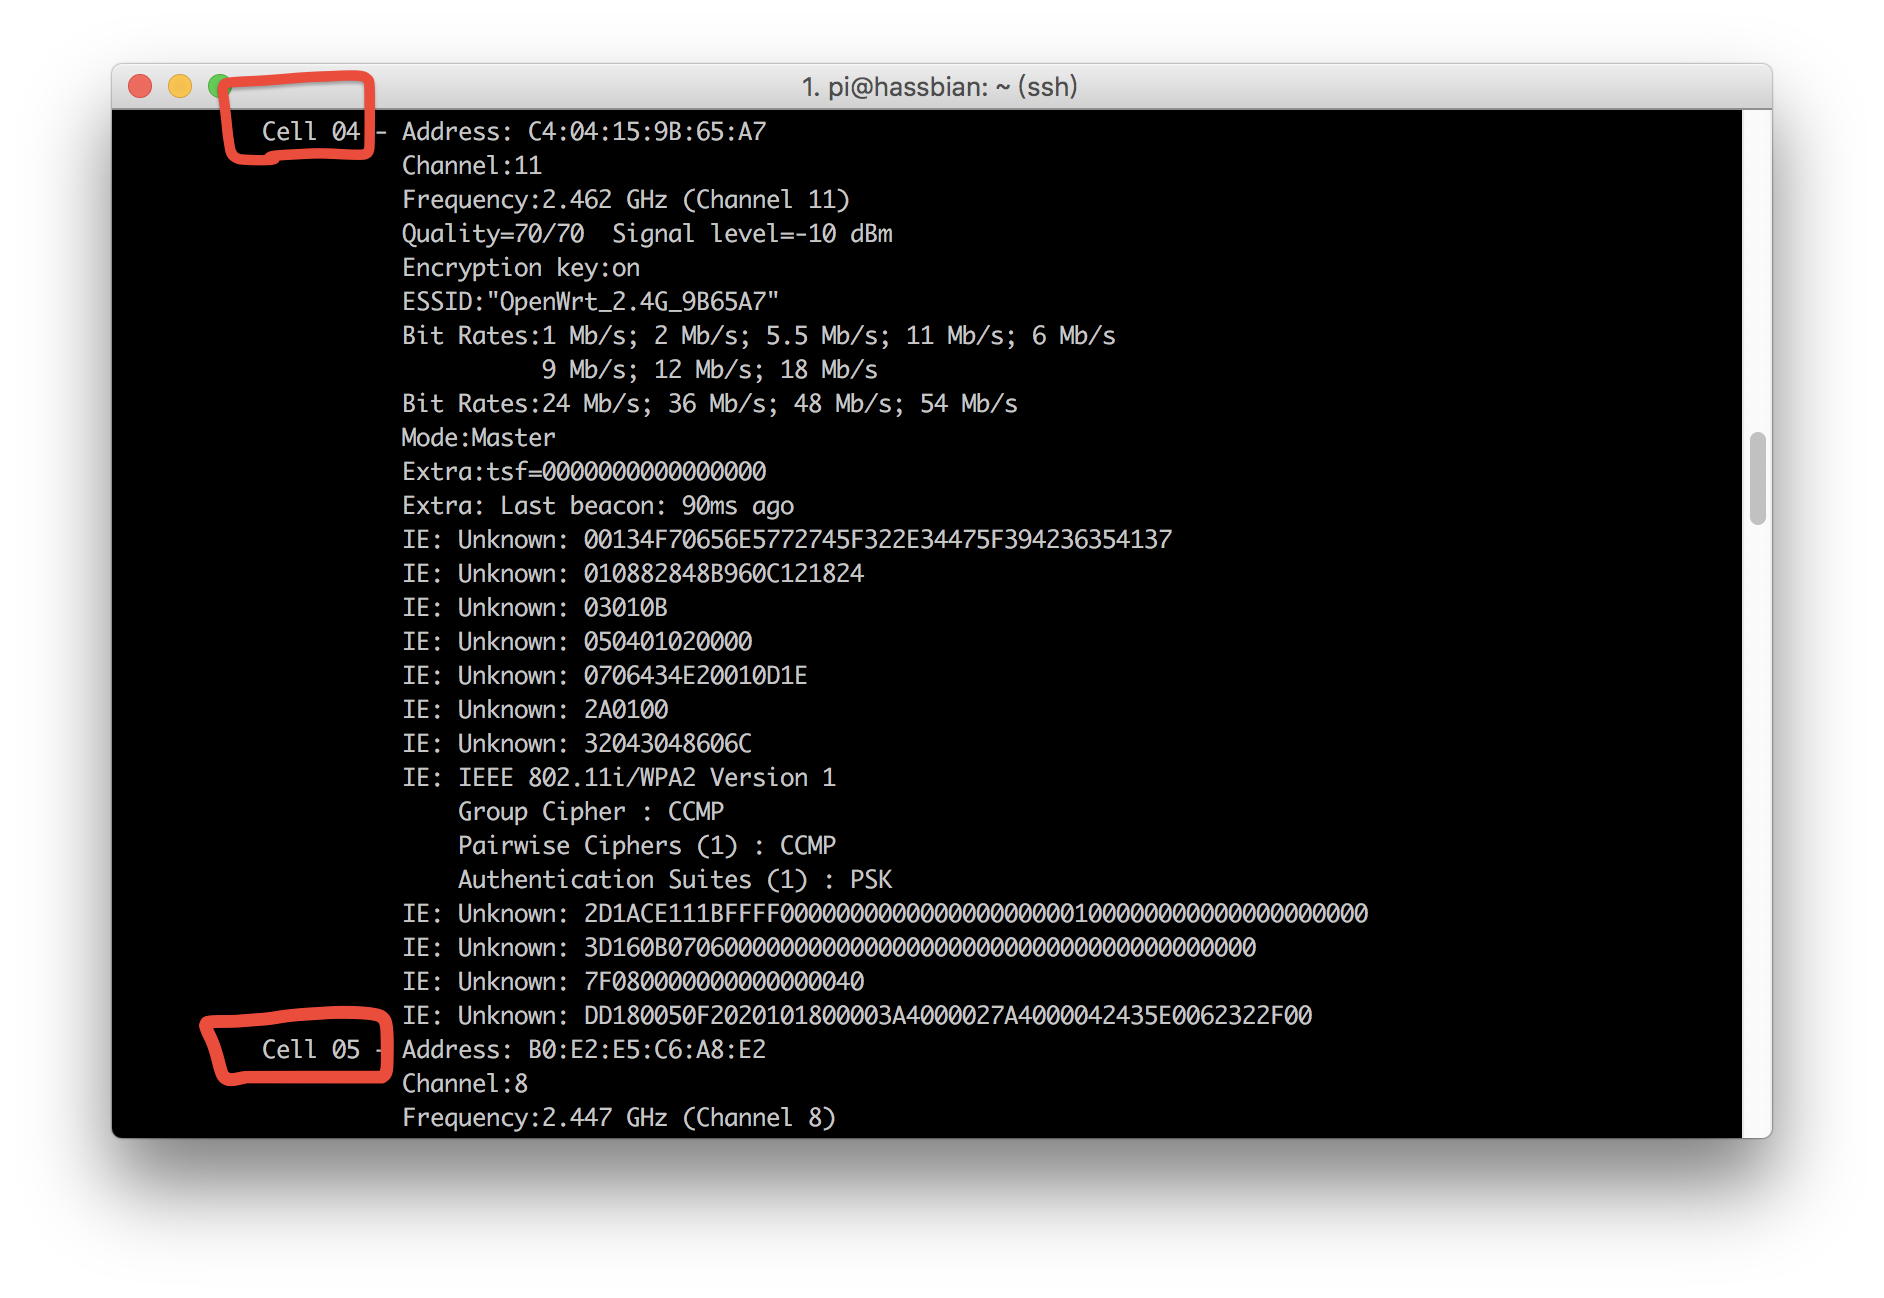 1. pi@hassbian: ~ (ssh)
Cell 04 - Address: C4:04:15:9B:65:A7
Channel:11
Frequency:2.462 GHz (Channel 11)
Quality=70/70  Signal level=-10 dBm
Encryption key:on
ESSID:"OpenWrt_2.4G_9B65A7"
Bit Rates:1 Mb/s; 2 Mb/s; 5.5 Mb/s; 11 Mb/s; 6 Mb/s
9 Mb/s; 12 Mb/s; 18 Mb/s
Bit Rates:24 Mb/s; 36 Mb/s; 48 Mb/s; 54 Mb/s
Mode:Master
Extra:tsf=0000000000000000
Extra: Last beacon: 90ms ago
IE: Unknown: 00134F70656E5772745F322E34475F394236354137
IE: Unknown: 010882848B960C121824
IE: Unknown: 03010B
IE: Unknown: 050401020000
IE: Unknown: 0706434E20010D1E
IE: Unknown: 2A0100
IE: Unknown: 32043048606C
IE: IEEE 802.11i/WPA2 Version 1
Group Cipher : CCMP
Pairwise Ciphers (1) : CCMP
Authentication Suites (1) : PSK
IE: Unknown: 2D1ACE111BFFFF000000000000000000000100000000000000000000
IE: Unknown: 3D160B07060000000000000000000000000000000000000000
IE: Unknown: 7F080000000000000040
IE: Unknown: DD180050F2020101800003A4000027A4000042435E0062322F00
Cell 05 - Address: B0:E2:E5:C6:A8:E2
Channel:8
Frequency:2.447 GHz (Channel 8)